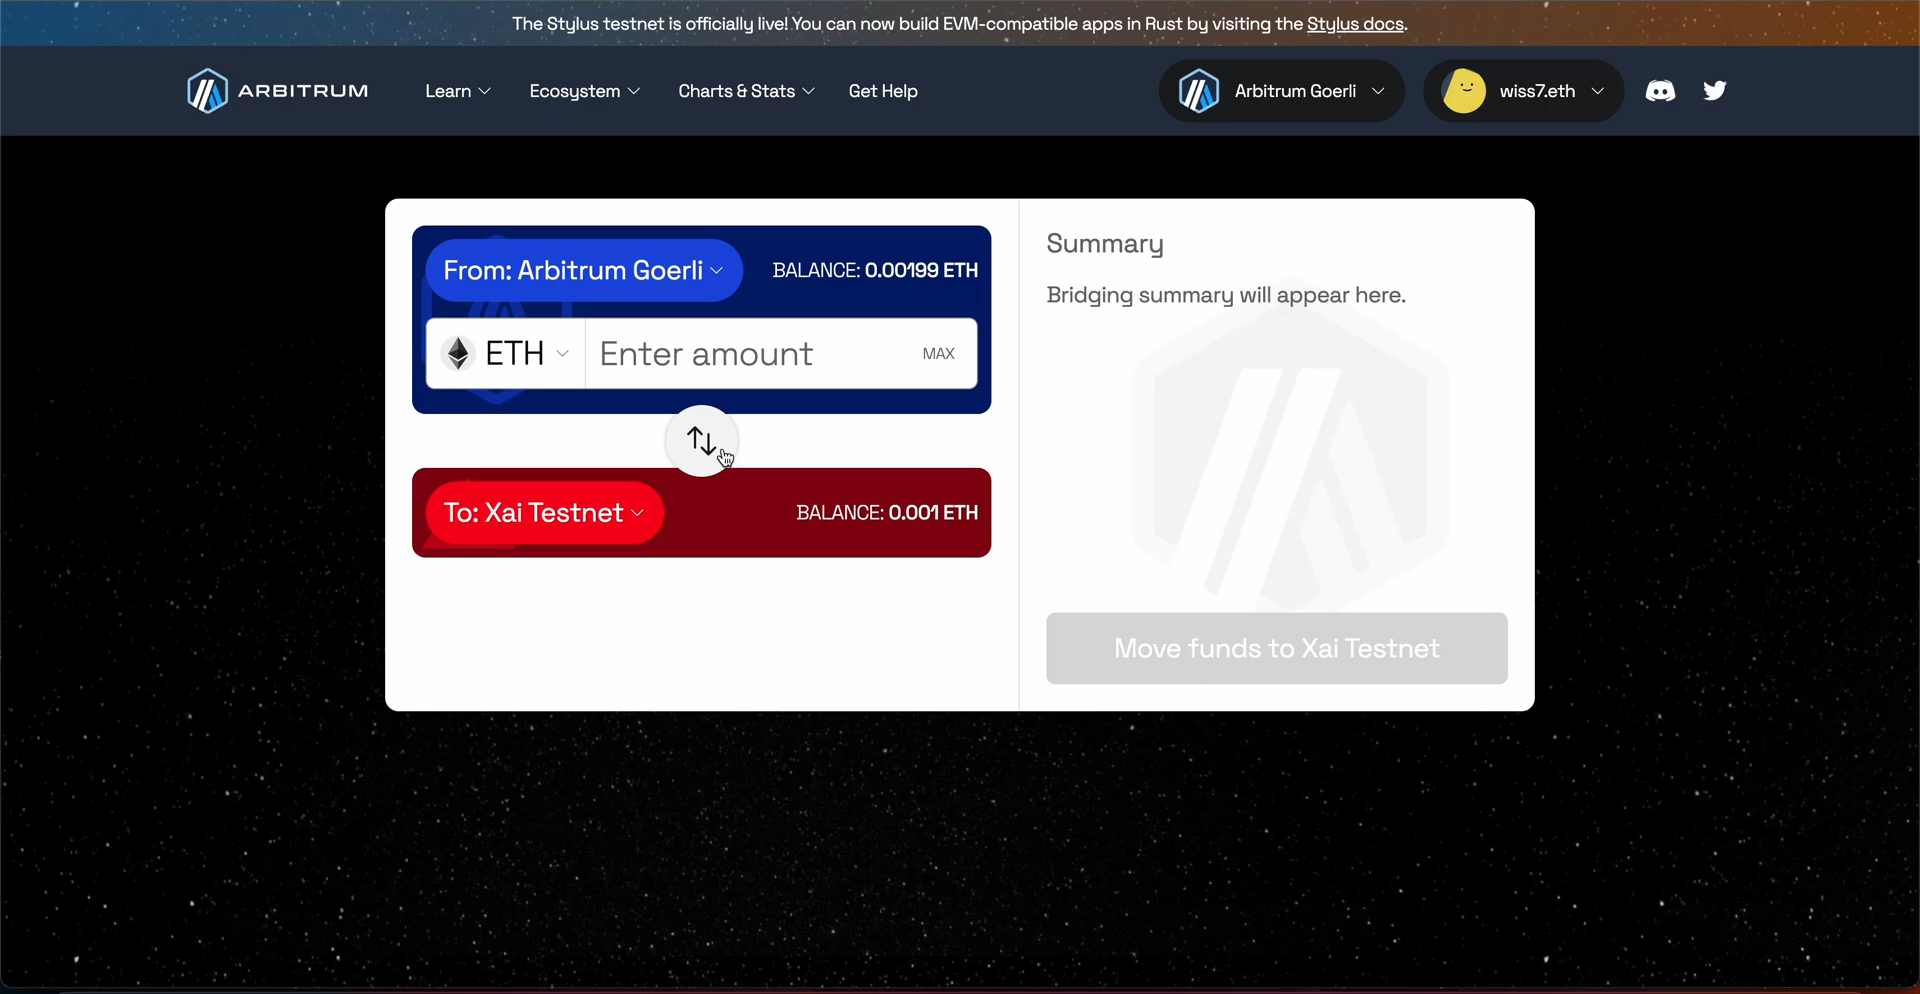 The Stylus testnet is officially live! You can now build EVM-compatible apps in Rust by visiting the Stylus docs.
ARBITRUM
Learn
Ecosystem
Charts & Stats
Get Help
Arbitrum Goerli
wiss7.eth
From: Arbitrum Goerli
BALANCE: 0.00199 ETH
ETH
Enter amount
MAX
To: Xai Testnet
BALANCE: 0.001 ETH
Summary
Bridging summary will appear here.
Move funds to Xai Testnet